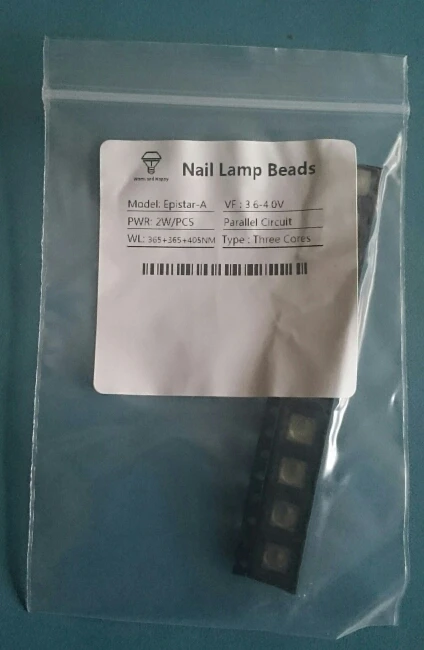 Nail Lamp Beads
Model: Epistar-A VF : 3.6-4.0V
PWR: 2W/PCS Parallel Circuit
WL: 365+365+405NM Type : Three Cores